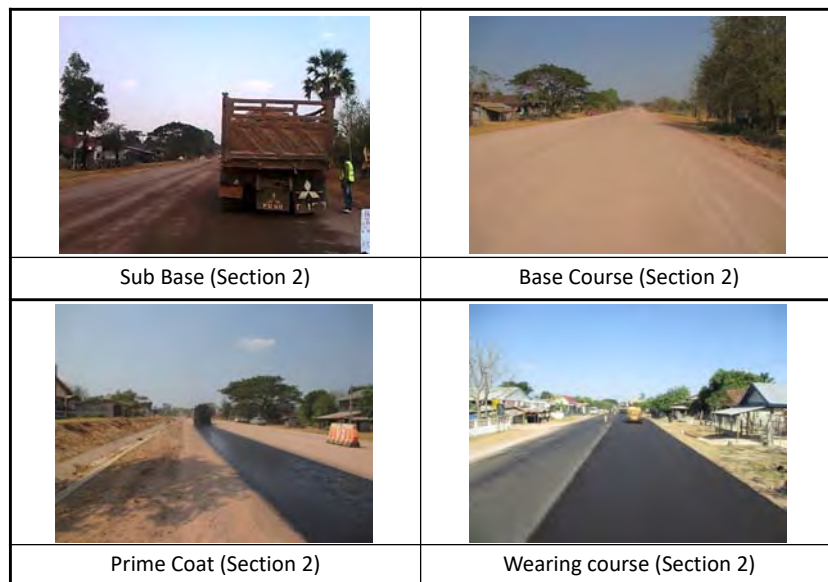 Sub Base (Section 2)
Base Course (Section 2)
Prime Coat (Section 2)
Wearing course (Section 2)